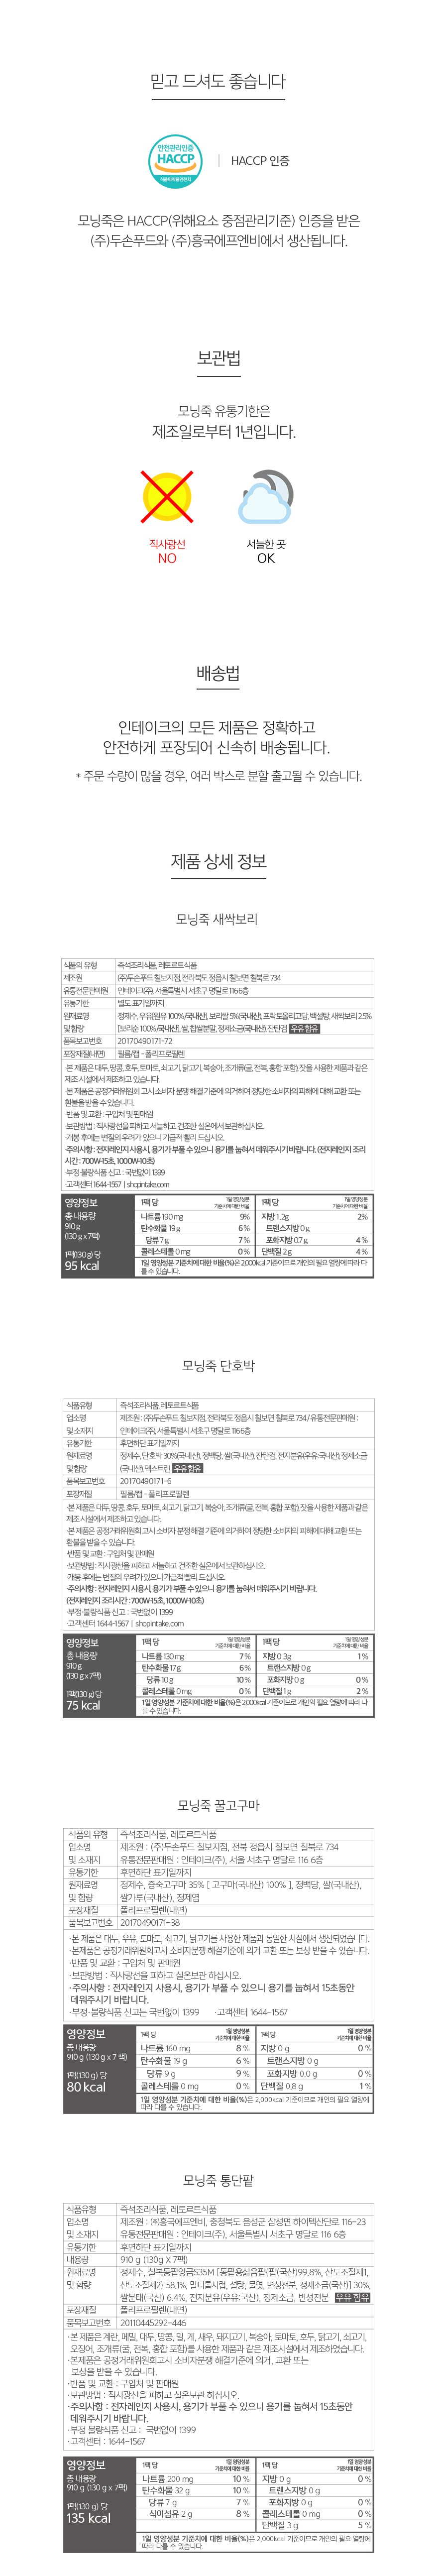 믿고 드셔도 좋습니다
안전관리인증
HACCP
식품의약품안전처
HACCP 인증
모닝죽은 HACCP(위해요소 중점관리기준) 인증을 받은
(주)두손푸드와 (주)흥국에프엔비에서 생산됩니다.
보관법
모닝죽 유통기한은
제조일로부터 1년입니다.
직사광선 서늘한 곳
NO OK
배송법
인테이크의 모든 제품은 정확하고
안전하게 포장되어 신속히 배송됩니다.
* 주문 수량이 많을 경우, 여러 박스로 분할 출고될 수 있습니다.
제품 상세 정보
모닝죽 새싹보리
식품의 유형 즉석조리식품, 레토르트식품
제조원 (주)두손푸드 칠보지점, 전라북도 정읍시 칠보면 칠북로 734
유통전문판매원 인테이크(주), 서울특별시 서초구 명달로 116 6층
유통기한 별도 표기일까지
원재료명 정제수, 우유[원유 100%/국내산], 보리쌀 5%(국내산), 프락토올리고당, 백설탕, 새싹보리 2.5%
및 함량 [보리순 100%/국내산], 쌀, 찹쌀분말, 정제소금(국내산), 잔탄검 우유 함유
품목보고번호 20170490171-72
포장재질(내면) 필름/캡 - 폴리프로필렌
·본 제품은 대두, 땅콩, 호두, 토마토, 쇠고기, 닭고기, 복숭아, 조개류(굴, 전복, 홍합 포함), 잣을 사용한 제품과 같은
제조 시설에서 제조하고 있습니다.
·본 제품은 공정거래위원회 고시 소비자 분쟁 해결 기준에 의거하여 정당한 소비자의 피해에 대해 교환 또는
환불을 받을 수 있습니다.
·반품 및 교환 : 구입처 및 판매원
·보관방법 : 직사광선을 피하고 서늘하고 건조한 실온에서 보관하십시오.
·개봉 후에는 변질의 우려가 있으니 가급적 빨리 드십시오.
·주의사항 : 전자레인지 사용시, 용기가 부풀 수 있으니 용기를 눕혀서 데워주시기 바랍니다. (전자레인지 조리
시간 : 700W-15초, 1000W-10초)
·부정·불량식품 신고 : 국번없이 1399
·고객센터 1644-1567 | shopintake.com
영양정보
총 내용량
910 g
(130 g x 7팩)
1팩(130 g) 당
95 kcal
1팩 당 1일 영양성분 기준치에 대한 비율 1팩 당 1일 영양성분 기준치에 대한 비율
나트륨 190 mg 9% 지방 1.2g 2%
탄수화물 19 g 6 % 트랜스지방 0 g
당류 7 g 7 % 포화지방 0.7 g 4 %
콜레스테롤 0 mg 0 % 단백질 2 g 4 %
1일 영양성분 기준치에 대한 비율(%)은 2,000kcal 기준이므로 개인의 필요 열량에 따라 다
를 수 있습니다.
모닝죽 단호박
식품유형 즉석조리식품, 레토르트식품
업소명 제조원 : (주)두손푸드 칠보지점, 전라북도 정읍시 칠보면 칠북로 734 / 유통전문판매원 :
및 소재지 인테이크(주), 서울특별시 서초구 명달로 116 6층
유통기한 후면하단 표기일까지
원재료명 정제수, 단호박 30%(국내산), 정백당, 쌀(국내산), 잔탄검, 전지분유(우유:국내산), 정제소금
및 함량 (국내산), 덱스트린 우유 함유
품목보고번호 20170490171-6
포장재질 필름/캡 - 폴리프로필렌
·본 제품은 대두, 땅콩, 호두, 토마토, 쇠고기, 닭고기, 복숭아, 조개류(굴, 전복, 홍합 포함), 잣을 사용한 제품과 같은
제조 시설에서 제조하고 있습니다.
·본 제품은 공정거래위원회 고시 소비자 분쟁 해결 기준에 의거하여 정당한 소비자의 피해에 대해 교환 또는
환불을 받을 수 있습니다.
·반품 및 교환 : 구입처 및 판매원
·보관방법 : 직사광선을 피하고 서늘하고 건조한 실온에서 보관하십시오.
·개봉 후에는 변질의 우려가 있으니 가급적 빨리 드십시오.
·주의사항 : 전자레인지 사용시, 용기가 부풀 수 있으니 용기를 눕혀서 데워주시기 바랍니다.
(전자레인지 조리시간 : 700W-15초, 1000W-10초)
·부정·불량식품 신고 : 국번없이 1399
·고객센터 1644-1567 | shopintake.com
영양정보
총 내용량
910 g
(130 g x 7팩)
1팩(130 g) 당
75 kcal
1팩 당 1일 영양성분 기준치에 대한 비율 1팩 당 1일 영양성분 기준치에 대한 비율
나트륨 130 mg 7 % 지방 0.3g 1 %
탄수화물 17 g 6 % 트랜스지방 0 g
당류 10 g 10 % 포화지방 0 g 0 %
콜레스테롤 0 mg 0 % 단백질 1 g 2 %
1일 영양성분 기준치에 대한 비율(%)은 2,000kcal 기준이므로 개인의 필요 열량에 따라 다
를 수 있습니다.
모닝죽 꿀고구마
식품의 유형 즉석조리식품, 레토르트식품
업소명 제조원 : (주)두손푸드 칠보지점, 전북 정읍시 칠보면 칠북로 734
및 소재지 유통전문판매원 : 인테이크(주), 서울 서초구 명달로 116 6층
유통기한 후면하단 표기일까지
원재료명 정제수, 증숙고구마 35% [ 고구마(국내산) 100% ], 정백당, 쌀(국내산),
및 함량 쌀가루(국내산), 정제염
포장재질 폴리프로필렌(내면)
품목보고번호 20170490171-38
·본 제품은 대두, 우유, 토마토, 쇠고기, 닭고기를 사용한 제품과 동일한 시설에서 생산되었습니다.
·본제품은 공정거래위원회고시 소비자분쟁 해결기준에 의거 교환 또는 보상 받을 수 있습니다.
·반품 및 교환 : 구입처 및 판매원
·보관방법 : 직사광선을 피하고 실온보관 하십시오.
·주의사항 : 전자레인지 사용시, 용기가 부풀 수 있으니 용기를 눕혀서 15초동안
데워주시기 바랍니다.
·부정·불량식품 신고는 국번없이 1399 ·고객센터 1644-1567
영양정보
총 내용량
910 g (130 g x 7 팩)
1팩(130 g) 당
80 kcal
1팩 당 1일 영양성분 기준치에 대한 비율 1팩 당 1일 영양성분 기준치에 대한 비율
나트륨 160 mg 8 % 지방 0 g 0 %
탄수화물 19 g 6 % 트랜스지방 0 g
당류 9 g 9 % 포화지방 0.0 g 0 %
콜레스테롤 0 mg 0 % 단백질 0.8 g 1 %
1일 영양성분 기준치에 대한 비율(%)은 2,000kcal 기준이므로 개인의 필요 열량에
따라 다를 수 있습니다.
모닝죽 통단팥
식품유형 즉석조리식품, 레토르트식품
업소명 제조원 : ㈜흥국에프엔비, 충청북도 음성군 삼성면 하이텍산단로 116-23
및 소재지 유통전문판매원 : 인테이크(주), 서울특별시 서초구 명달로 116 6층
유통기한 후면하단 표기일까지
내용량 910 g (130g X 7팩)
원재료명 정제수, 칠복통팥앙금S35M [통팥용삶음팥(팥(국산)99.8%, 산도조절제1,
및 함량 산도조절제2) 58.1%, 말티톨시럽, 설탕, 물엿, 변성전분, 정제소금(국산)] 30%,
쌀분태(국산) 6.4%, 전지분유(우유:국산), 정제소금, 변성전분 우유 함유
포장재질 폴리프로필렌(내면)
품목보고번호 20110445292-446
·본 제품은 계란, 메밀, 대두, 땅콩, 밀, 게, 새우, 돼지고기, 복숭아, 토마토, 호두, 닭고기, 쇠고기,
오징어, 조개류(굴, 전복, 홍합 포함)를 사용한 제품과 같은 제조시설에서 제조하였습니다.
·본제품은 공정거래위원회고시 소비자분쟁 해결기준에 의거, 교환 또는
보상을 받을 수 있습니다.
·반품 및 교환 : 구입처 및 판매원
·보관방법 : 직사광선을 피하고 실온보관 하십시오.
·주의사항 : 전자레인지 사용시, 용기가 부풀 수 있으니 용기를 눕혀서 15초동안
데워주시기 바랍니다.
·부정 불량식품 신고 : 국번없이 1399
·고객센터 : 1644-1567
영양정보
총 내용량
910 g (130 g x 7팩)
1팩(130 g) 당
135 kcal
1팩 당 1일 영양성분 기준치에 대한 비율 1팩 당 1일 영양성분 기준치에 대한 비율
나트륨 200 mg 10 % 지방 0 g 0 %
탄수화물 32 g 10 % 트랜스지방 0 g
당류 7 g 7 % 포화지방 0 g 0 %
식이섬유 2 g 8 % 콜레스테롤 0 mg 0 %
단백질 3 g 5 %
1일 영양성분 기준치에 대한 비율(%)은 2,000kcal 기준이므로 개인의 필요 열량에
따라 다를 수 있습니다.